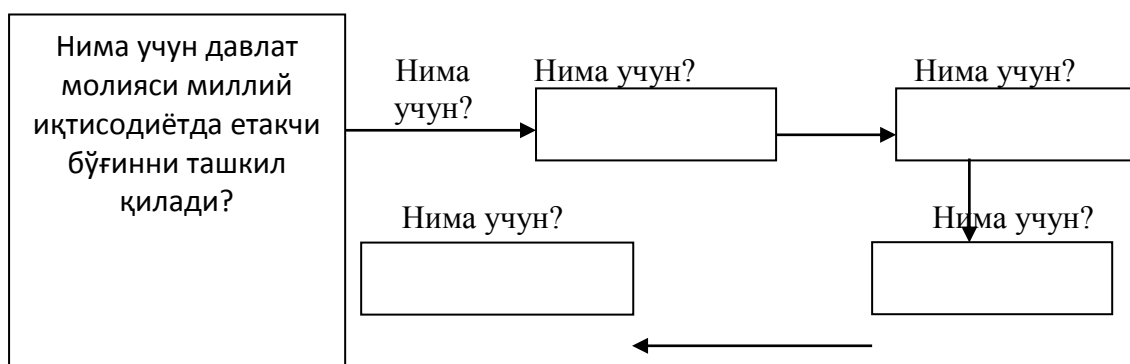 Нима учун давлат
молияси миллий
иқтисодиётда етакчи
бўғинни ташкил
қилади?
Нима
учун?
Нима учун?
Нима учун?
Нима учун?
Нима учун?